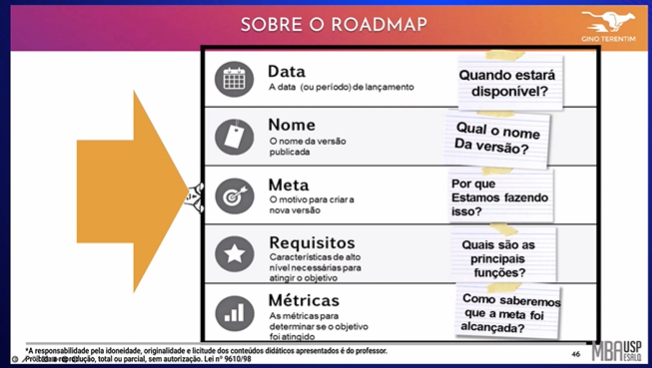 SOBRE O ROADMAP
GINO TERENTIM
Data
A data (ou período) de lançamento
Quando estará
disponível?
Nome
O nome da versão
publicada
Qual o nome
Da versão?
Meta
O motivo para criar a
nova versão
Por que
Estamos fazendo
isso?
Requisitos
Características de alto
nível necessárias para
atingir o objetivo
Quais são as
principais
funções?
Métricas
As métricas para
determinar se o objetivo
foi atingido
Como saberemos
que a meta foi
alcançada?
*A responsabilidade pela idoneidade, originalidade e licitude dos conteúdos didáticos apresentados é do professor.
Proibida a reprodução, total ou parcial, sem autorização. Lei nº 9610/98
46
MBA USP
ESALQ